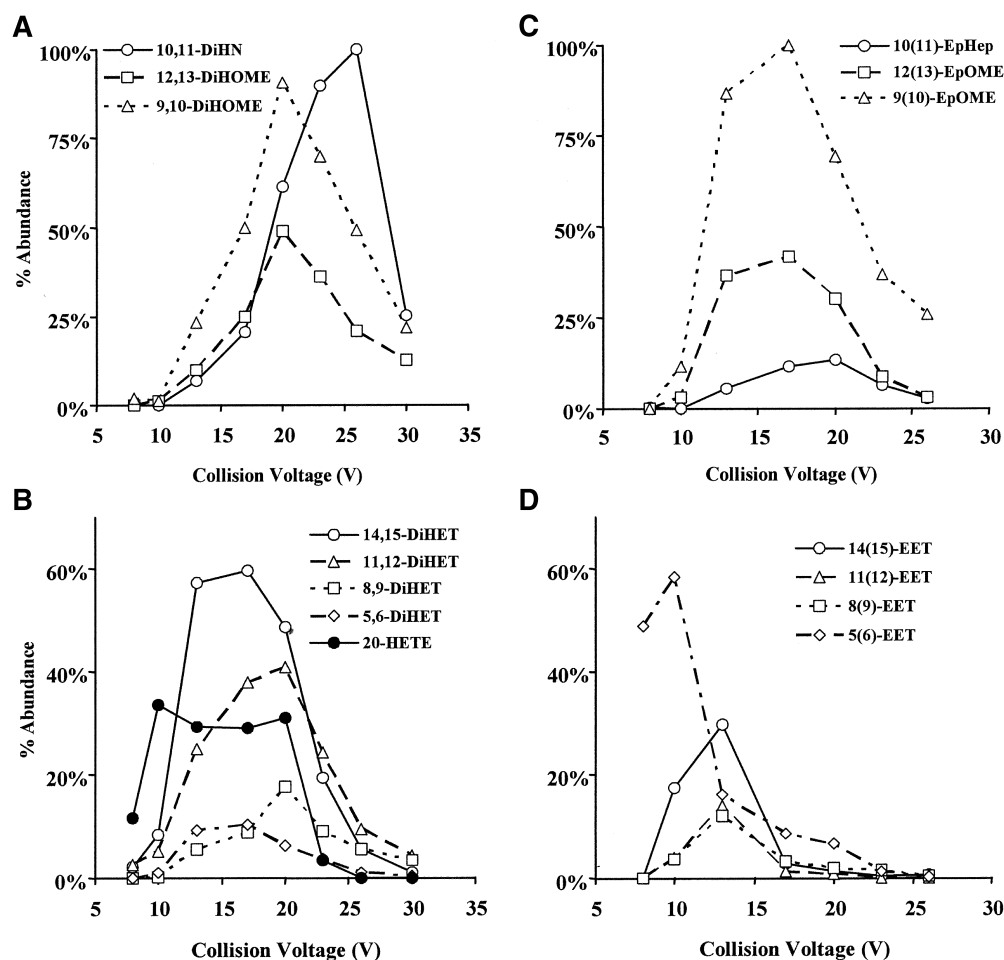 A
10,11-DiHN
12,13-DiHOME
9,10-DiHOME
100%
75%
50%
25%
0%
% Abundance
5 10 15 20 25 30 35
Collision Voltage (V)
C
10(11)-EpHep
12(13)-EpOME
9(10)-EpOME
100%
75%
50%
25%
0%
5 10 15 20 25 30
Collision Voltage (V)
B
14,15-DiHET
11,12-DiHET
8,9-DiHET
5,6-DiHET
20-HETE
60%
40%
20%
0%
% Abundance
5 10 15 20 25 30 35
Collision Voltage (V)
D
14(15)-EET
11(12)-EET
8(9)-EET
5(6)-EET
60%
40%
20%
0%
5 10 15 20 25 30
Collision Voltage (V)